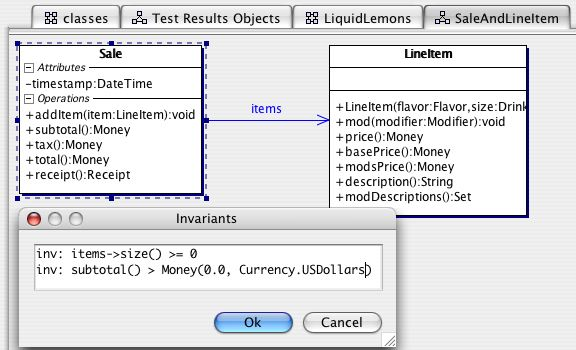 classes
Test Results Objects
LiquidLemons
SaleAndLineItem
Sale
Attributes
-timestamp:DateTime
Operations
+addItem(item:LineItem):void
+subtotal():Money
+tax():Money
+total():Money
+receipt():Receipt
items
LineItem
+LineItem(flavor:Flavor,size:Drink
+mod(modifier:Modifier):void
+price():Money
+basePrice():Money
+modsPrice():Money
+description():String
+modDescriptions():Set
Invariants
inv: items->size() >= 0
inv: subtotal() > Money(0.0, Currency.USDollars)
Ok
Cancel